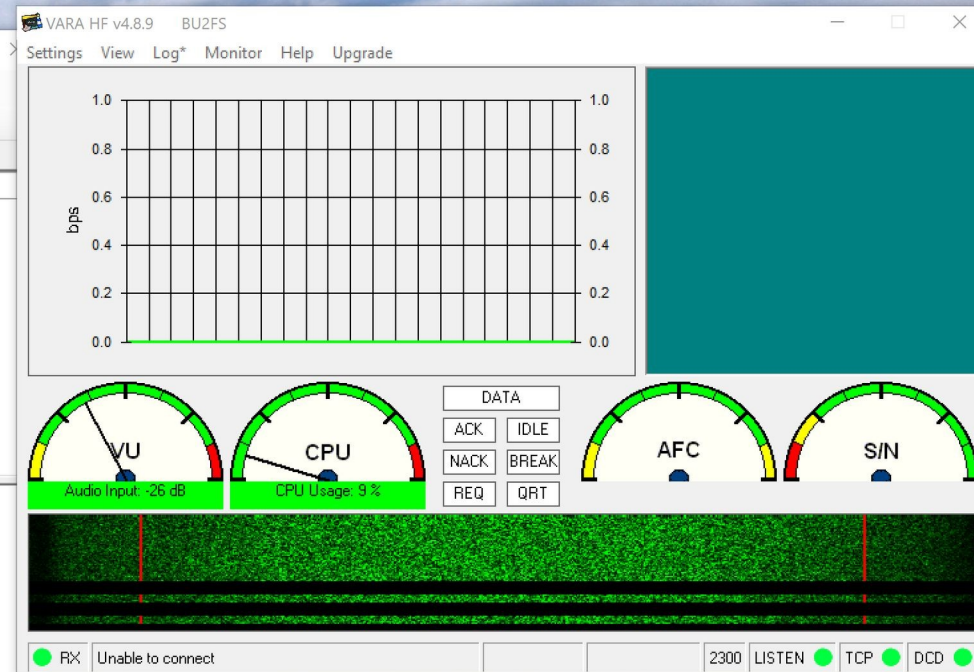 VARA HF v4.8.9 BU2FS
Settings View Log* Monitor Help Upgrade
1.0 1.0
0.8 0.8
0.6 0.6
bps
0.4 0.4
0.2 0.2
0.0 0.0
DATA
ACK IDLE
VU CPU AFC S/N
NACK BREAK
Audio Input: -26 dB CPU Usage: 9 % REQ QRT
RX Unable to connect 2300 LISTEN TCP DCD